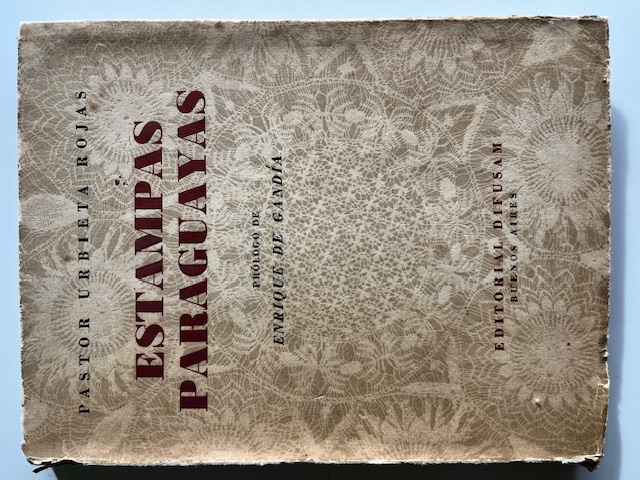 PASTOR URBIETA ROJAS
ESTAMPAS
PARAGUAYAS
PRÓLOGO DE
ENRIQUE DE GANDÍA
EDITORIAL DIFUSAM
BUENOS AIRES